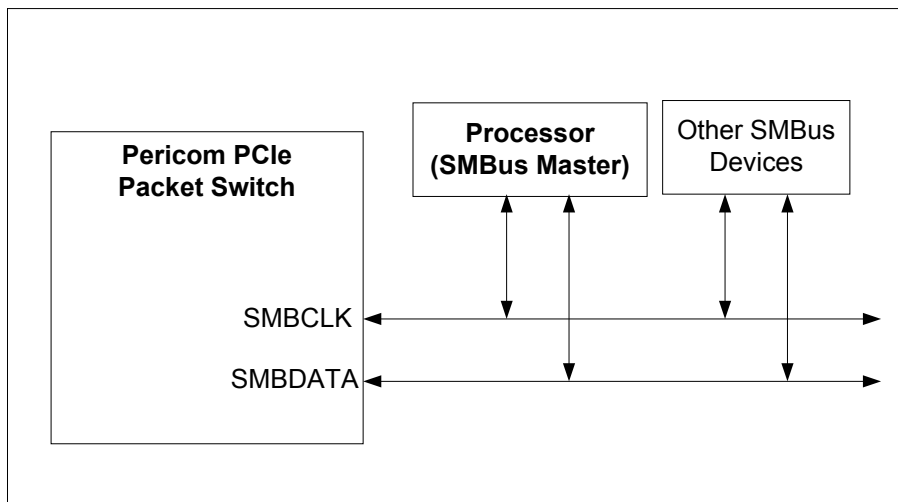 Pericom PCIe
Packet Switch
Processor
(SMBus Master)
Other SMBus
Devices
SMBCLK
SMBDATA